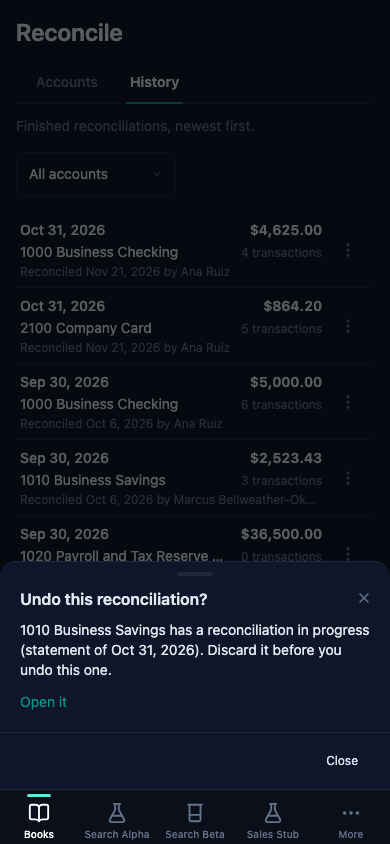 Reconcile
Accounts
History
Finished reconciliations, newest first.
All accounts
Oct 31, 2026
$4,625.00
1000 Business Checking
4 transactions
Reconciled Nov 21, 2026 by Ana Ruiz
Oct 31, 2026
$864.20
2100 Company Card
5 transactions
Reconciled Nov 21, 2026 by Ana Ruiz
Sep 30, 2026
$5,000.00
1000 Business Checking
6 transactions
Reconciled Oct 6, 2026 by Ana Ruiz
Sep 30, 2026
$2,523.43
1010 Business Savings
3 transactions
Reconciled Oct 6, 2026 by Marcus Bellweather-Ok...
Sep 30, 2026
$36,500.00
1020 Payroll and Tax Reserve ...
0 transactions
Undo this reconciliation?
1010 Business Savings has a reconciliation in progress
(statement of Oct 31, 2026). Discard it before you
undo this one.
Open it
Close
Books
Search Alpha
Search Beta
Sales Stub
More